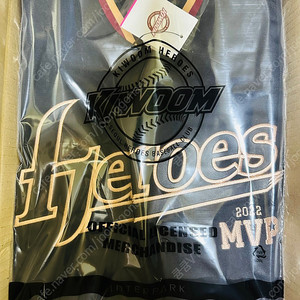 KIWOOM HEROES
KIWOOM
HEROES BASEBALL CLUB
Heroes
2022
MVP
OFFICIAL LICENSED
MERCHANDISE